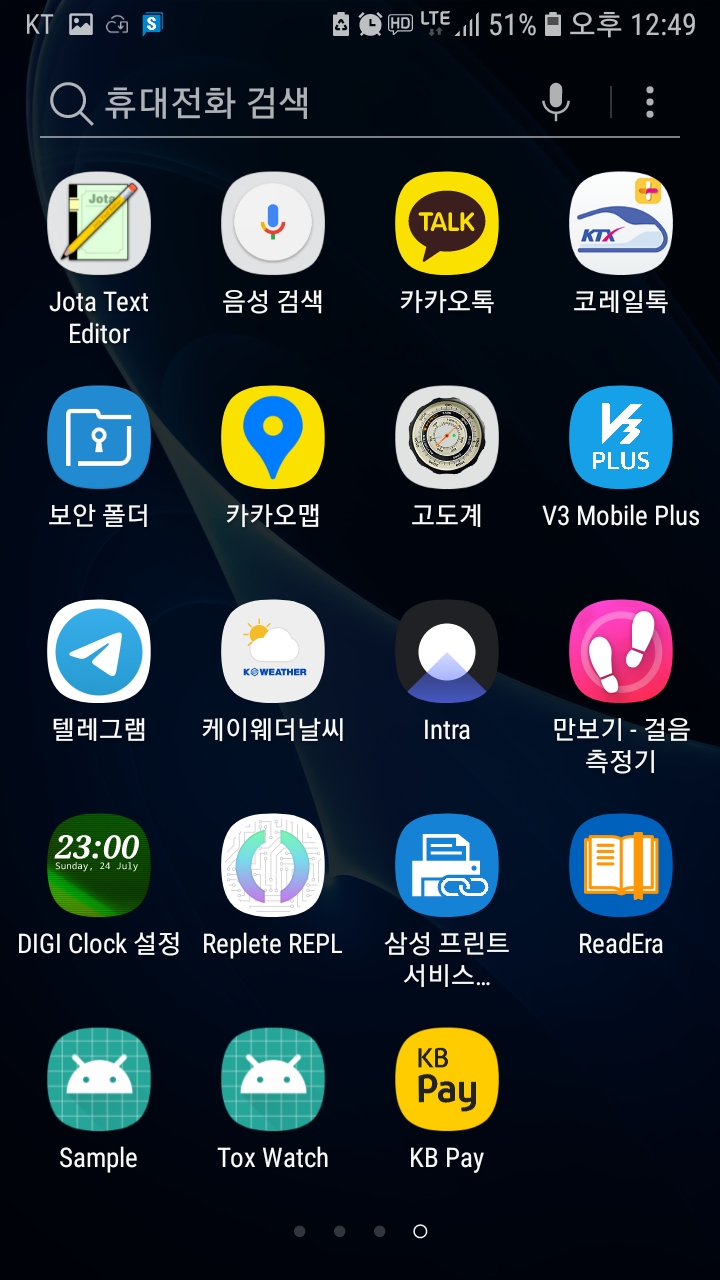 KT S HD LTE 51% 오후 12:49
휴대전화 검색
Jota
TALK
KTX
Jota Text
Editor
음성 검색
카카오톡
코레일톡
V3
PLUS
보안 폴더
카카오맵
고도계
V3 Mobile Plus
K WEATHER
텔레그램
케이웨더날씨
Intra
만보기 - 걸음
측정기
23:00
Sunday, 24 July
DIGI Clock 설정
Replete REPL
삼성 프린트
서비스...
ReadEra
KB
Pay
Sample
Tox Watch
KB Pay